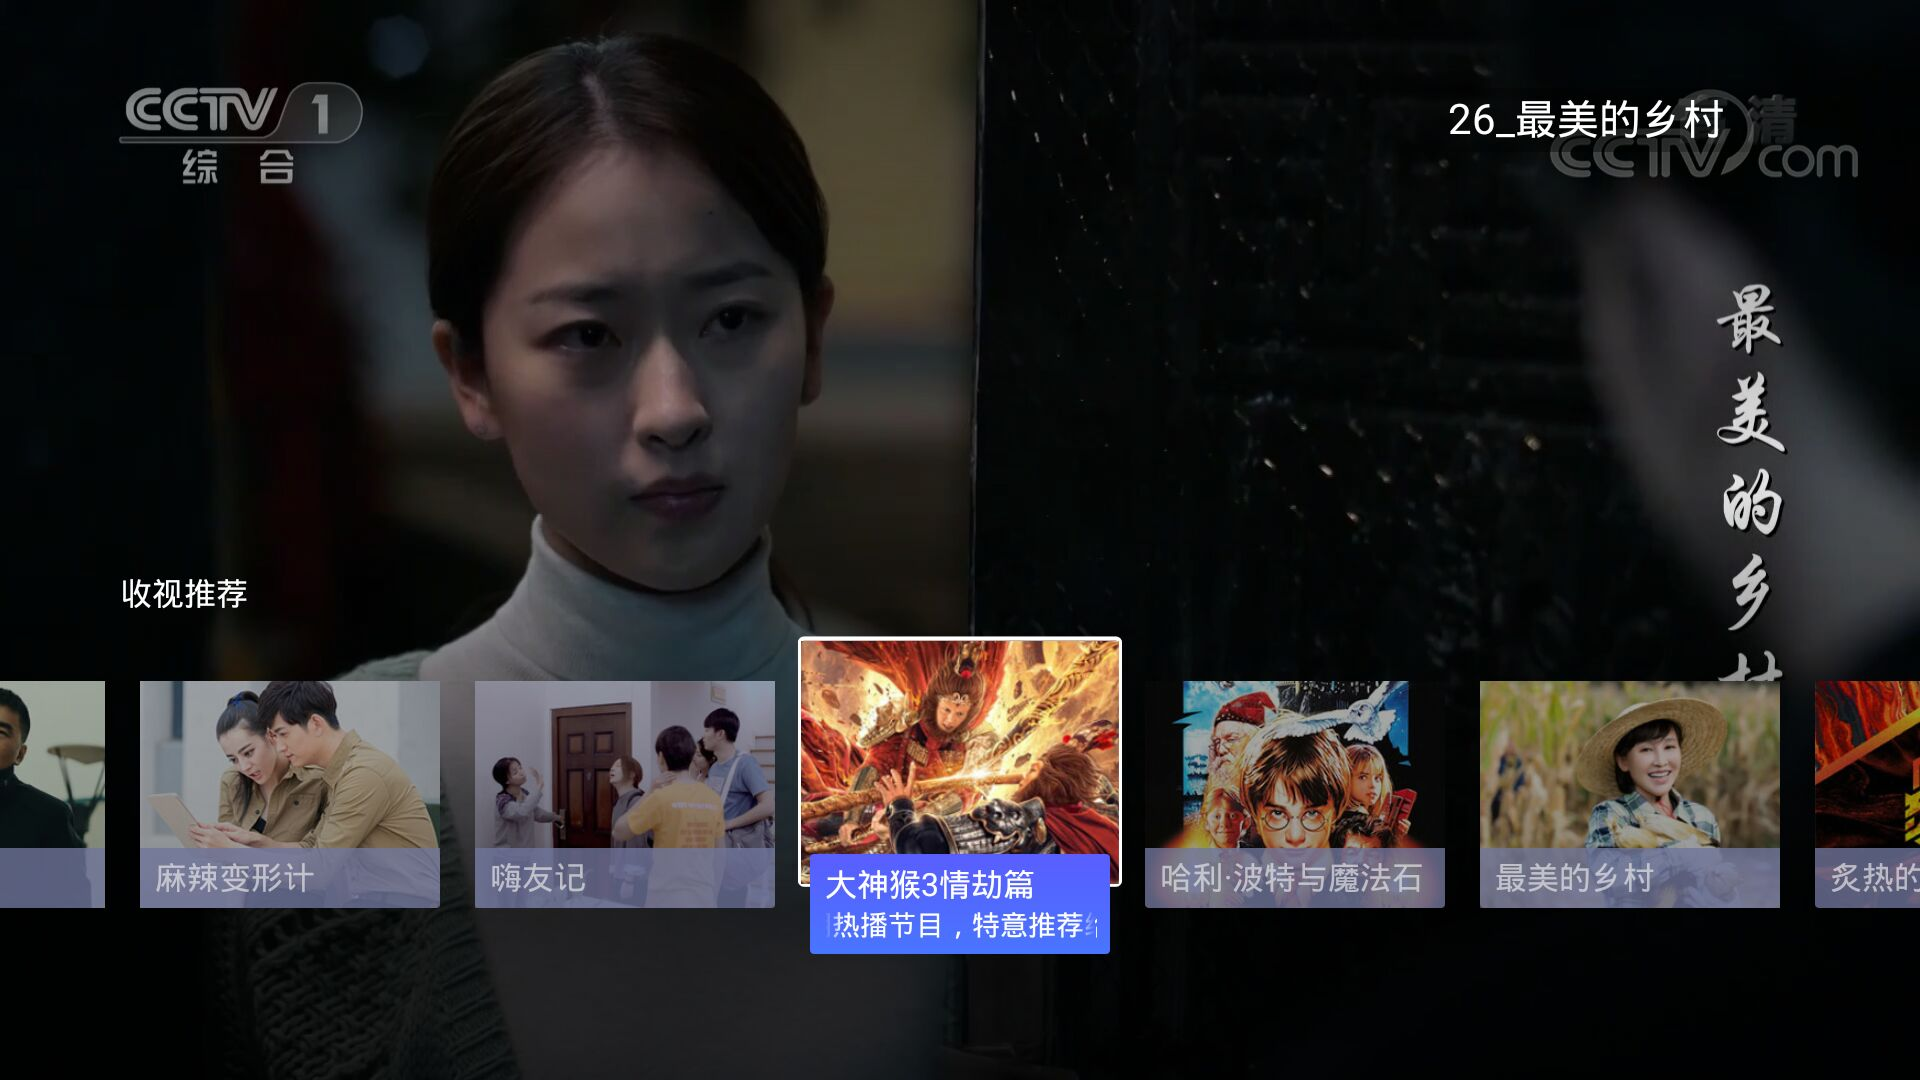 CCTV 1
综 合
26_最美的乡村
清
CCTV com
最美的乡
收视推荐
麻辣变形计
嗨友记
大神猴3情劫篇
热播节目，特意推荐
哈利·波特与魔法石
最美的乡村
炙热的